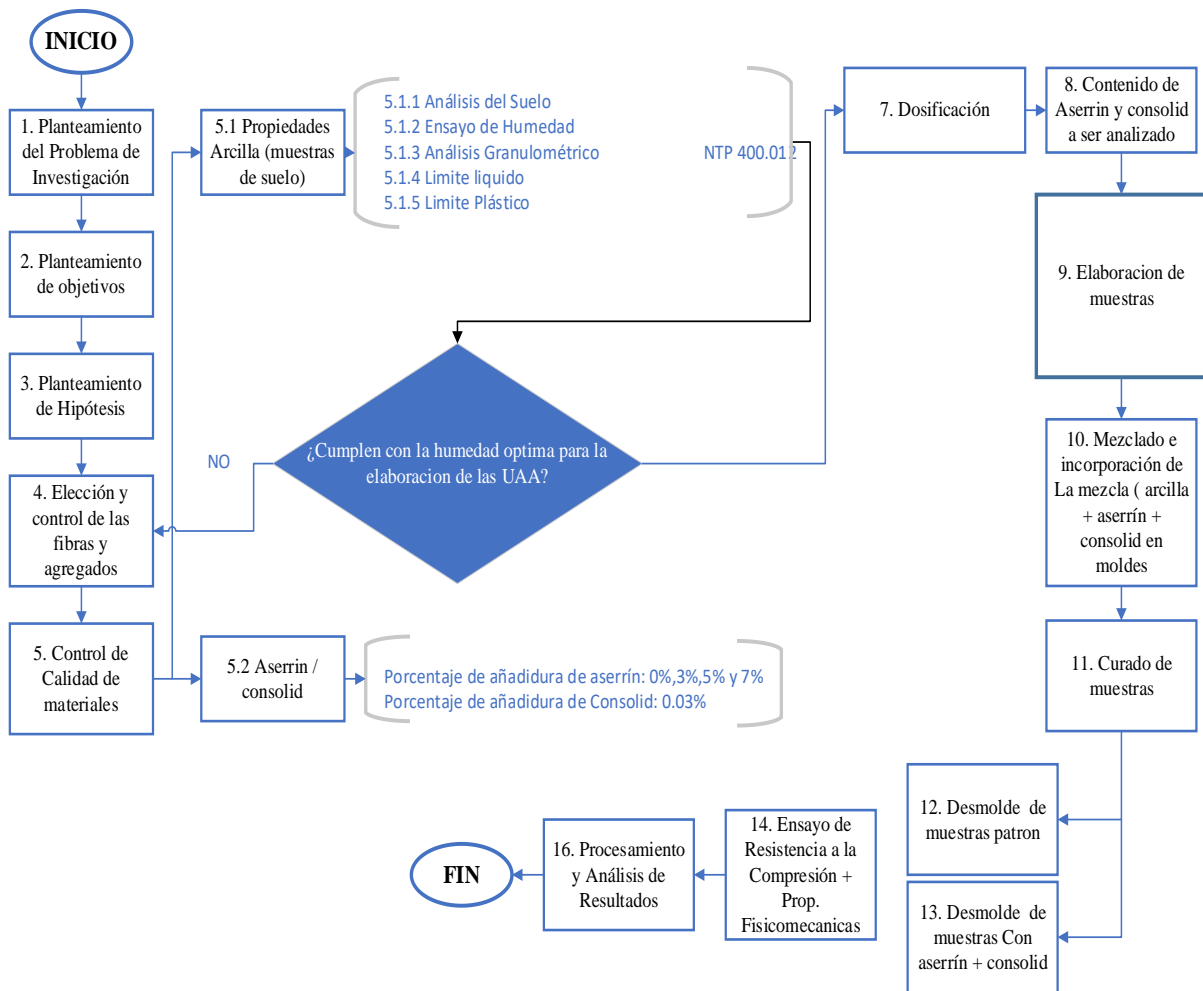 INICIO
1. Planteamiento
del Problema de
Investigación
2. Planteamiento
de objetivos
3. Planteamiento
de Hipótesis
4. Elección y
control de las
fibras y
agregados
5. Control de
Calidad de
materiales
5.1 Propiedades
Arcilla (muestras
de suelo)
5.1.1 Análisis del Suelo
5.1.2 Ensayo de Humedad
5.1.3 Análisis Granulométrico
5.1.4 Limite liquido
5.1.5 Limite Plástico
NTP 400.012
¿Cumplen con la humedad optima para la
elaboracion de las UAA?
NO
5.2 Aserrin /
consolid
Porcentaje de añadidura de aserrín: 0%,3%,5% y 7%
Porcentaje de añadidura de Consolid: 0.03%
7. Dosificación
8. Contenido de
Aserrin y consolid
a ser analizado
9. Elaboracion de
muestras
10. Mezclado e
incorporación de
La mezcla ( arcilla
+ aserrín +
consolid en
moldes
11. Curado de
muestras
12. Desmolde de
muestras patron
13. Desmolde de
muestras Con
aserrín + consolid
14. Ensayo de
Resistencia a la
Compresión +
Prop.
Fisicomecanicas
16. Procesamiento
y Análisis de
Resultados
FIN